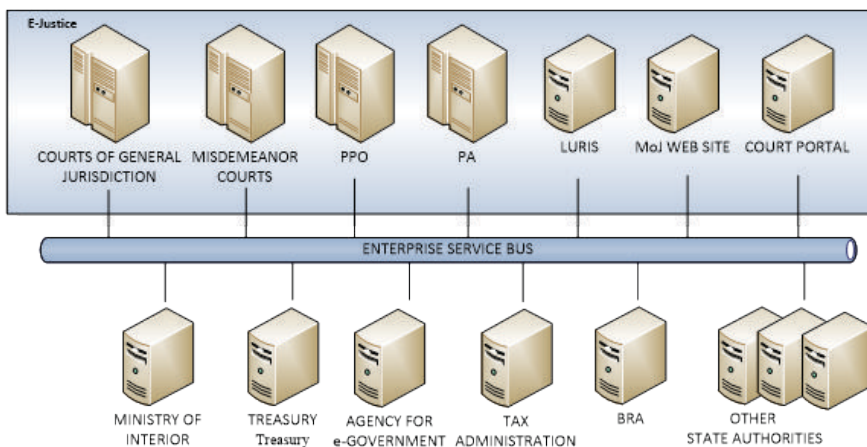 E-Justice
COURTS OF GENERAL
JURISDICTION
MISDEMEANOR
COURTS
PPO
PA
LURIS
MoJ WEB SITE
COURT PORTAL
ENTERPRISE SERVICE BUS
MINISTRY OF
INTERIOR
TREASURY
Treasury
AGENCY FOR
e-GOVERNMENT
TAX
ADMINISTRATION
BRA
OTHER
STATE AUTHORITIES